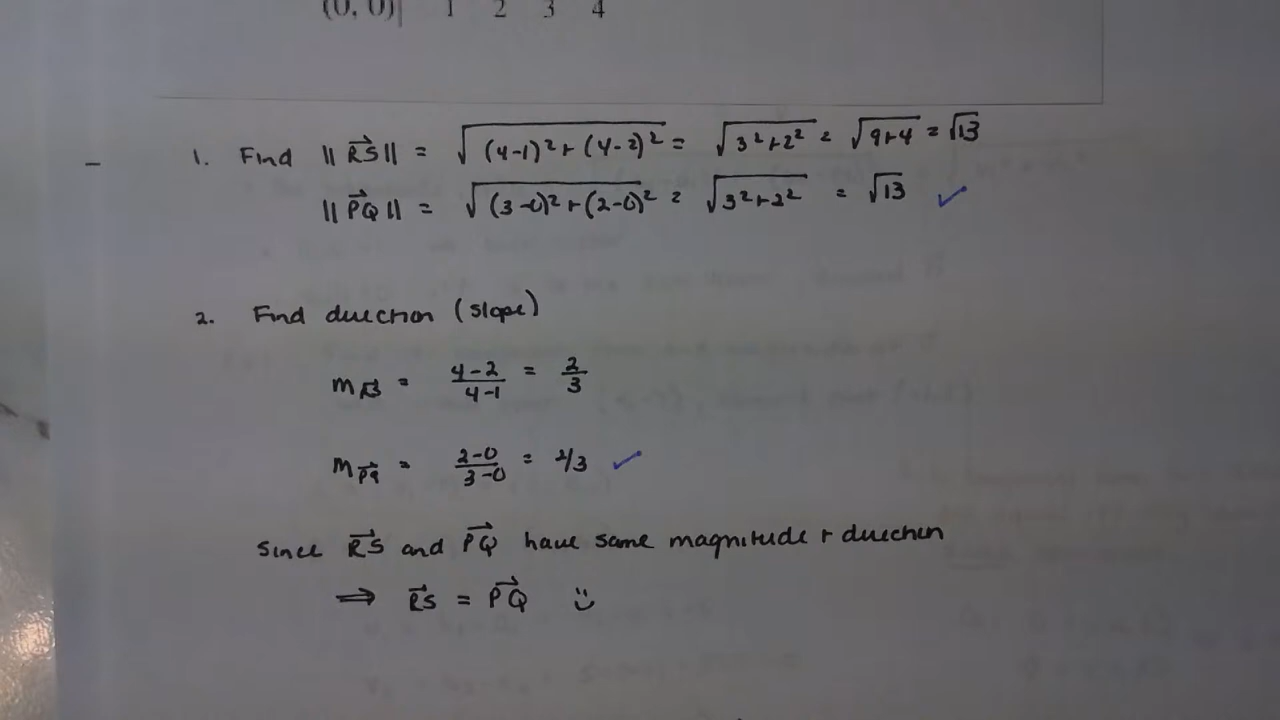 (0, 0) 1 2 3 4
1. Find ||RS⃗|| = √((4-1)²+(4-2)²) = √(3²+2²) = √(9+4) = √13
||PQ⃗|| = √((3-0)²+(2-0)²) = √(3²+2²) = √13 ✓
2. Find direction (slope)
m RS⃗ = (4-2)/(4-1) = 2/3
m PQ⃗ = (2-0)/(3-0) = 2/3 ✓
Since RS⃗ and PQ⃗ have same magnitude + direction
⇒ RS⃗ = PQ⃗ :)